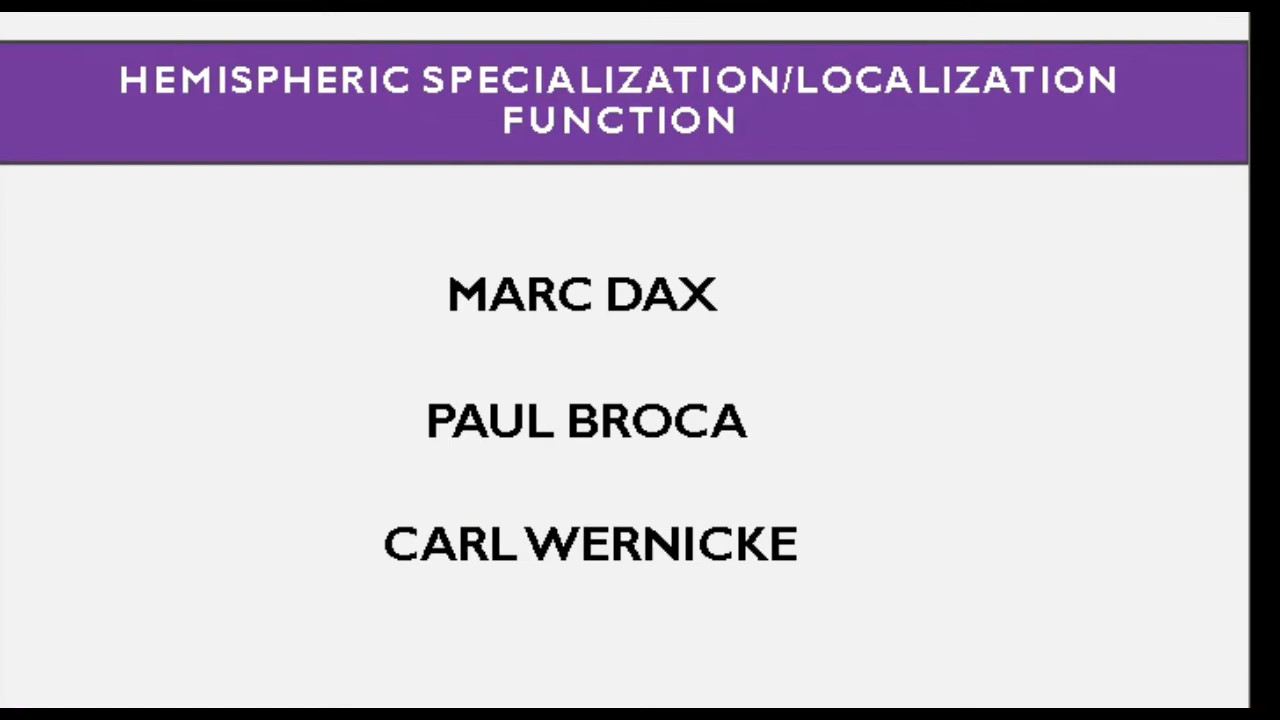 HEMISPHERIC SPECIALIZATION/LOCALIZATION
FUNCTION
MARC DAX
PAUL BROCA
CARL WERNICKE